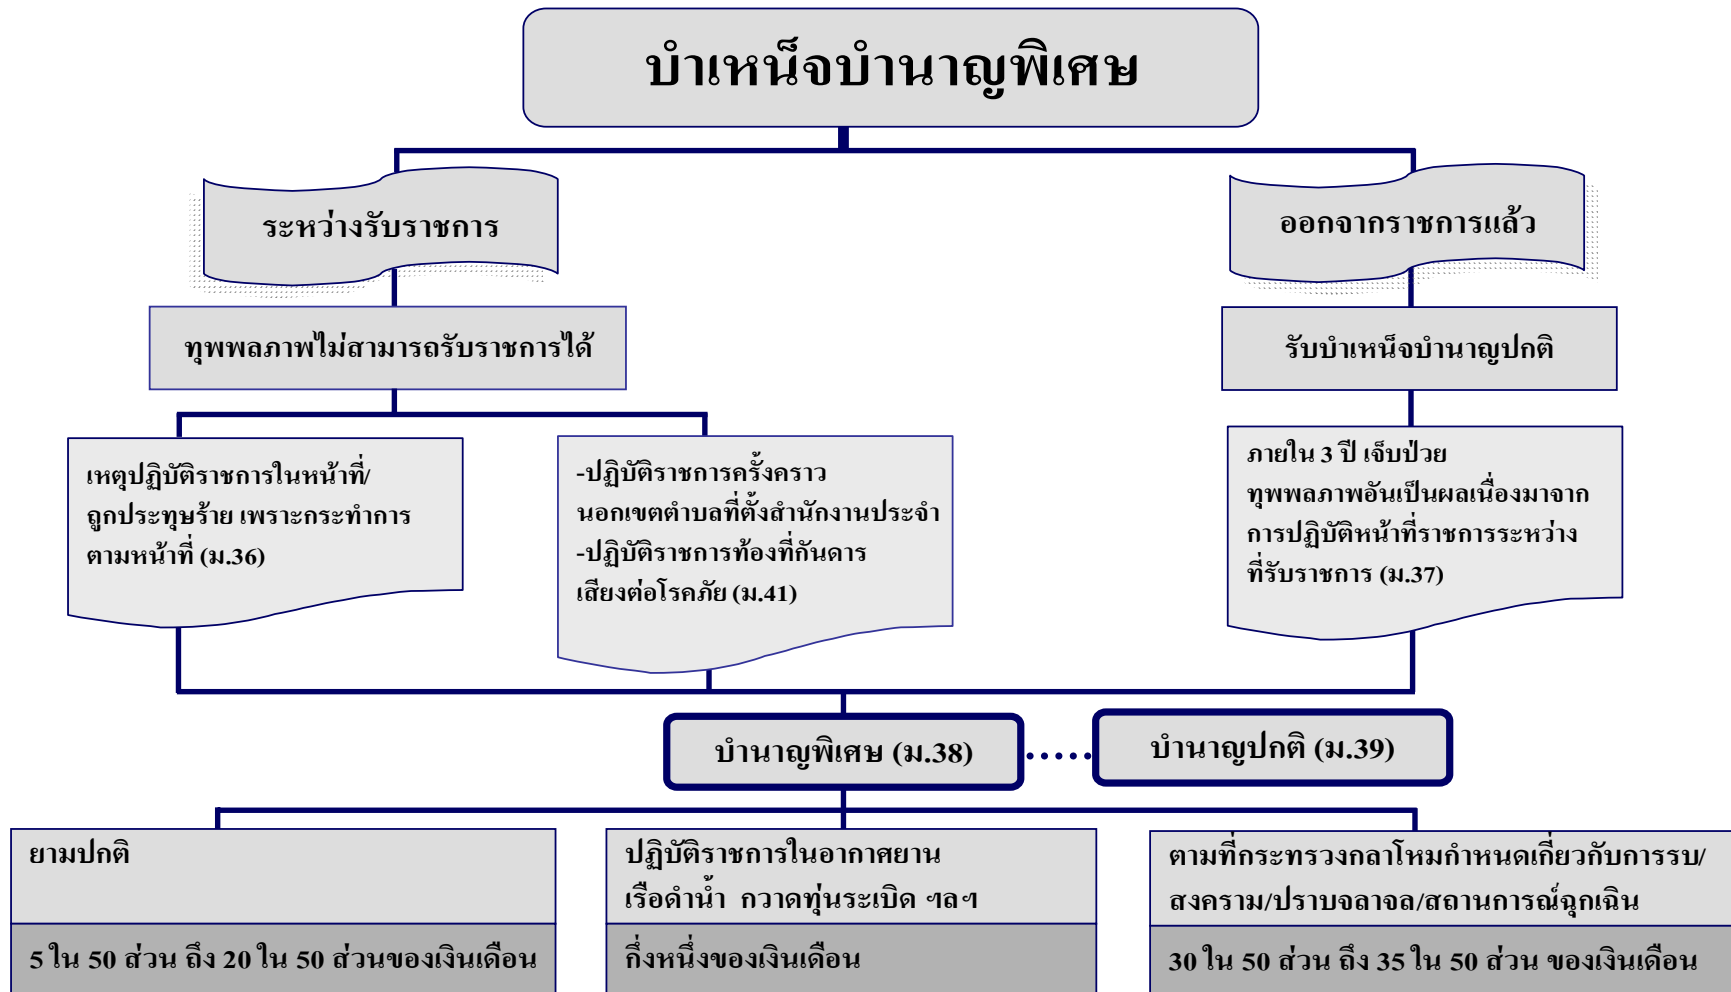 บำเหน็จบำนาญพิเศษ
ระหว่างรับราชการ
ออกจากราชการแล้ว
ทุพพลภาพไม่สามารถรับราชการได้
รับบำเหน็จบำนาญปกติ
เหตุปฏิบัติราชการในหน้าที่/
ถูกประทุษร้าย เพราะกระทำการ
ตามหน้าที่ (ม.36)
-ปฏิบัติราชการครั้งคราว
นอกเขตตำบลที่ตั้งสำนักงานประจำ
-ปฏิบัติราชการท้องที่กันดาร
เสี่ยงต่อโรคภัย (ม.41)
ภายใน 3 ปี เจ็บป่วย
ทุพพลภาพอันเป็นผลเนื่องมาจาก
การปฏิบัติหน้าที่ราชการระหว่าง
ที่รับราชการ (ม.37)
บำนาญพิเศษ (ม.38)
บำนาญปกติ (ม.39)
ยามปกติ
5 ใน 50 ส่วน ถึง 20 ใน 50 ส่วนของเงินเดือน
ปฏิบัติราชการในอากาศยาน
เรือดำน้ำ กวาดทุ่นระเบิด ฯลฯ
กึ่งหนึ่งของเงินเดือน
ตามที่กระทรวงกลาโหมกำหนดเกี่ยวกับการรบ/
สงคราม/ปราบจลาจล/สถานการณ์ฉุกเฉิน
30 ใน 50 ส่วน ถึง 35 ใน 50 ส่วน ของเงินเดือน